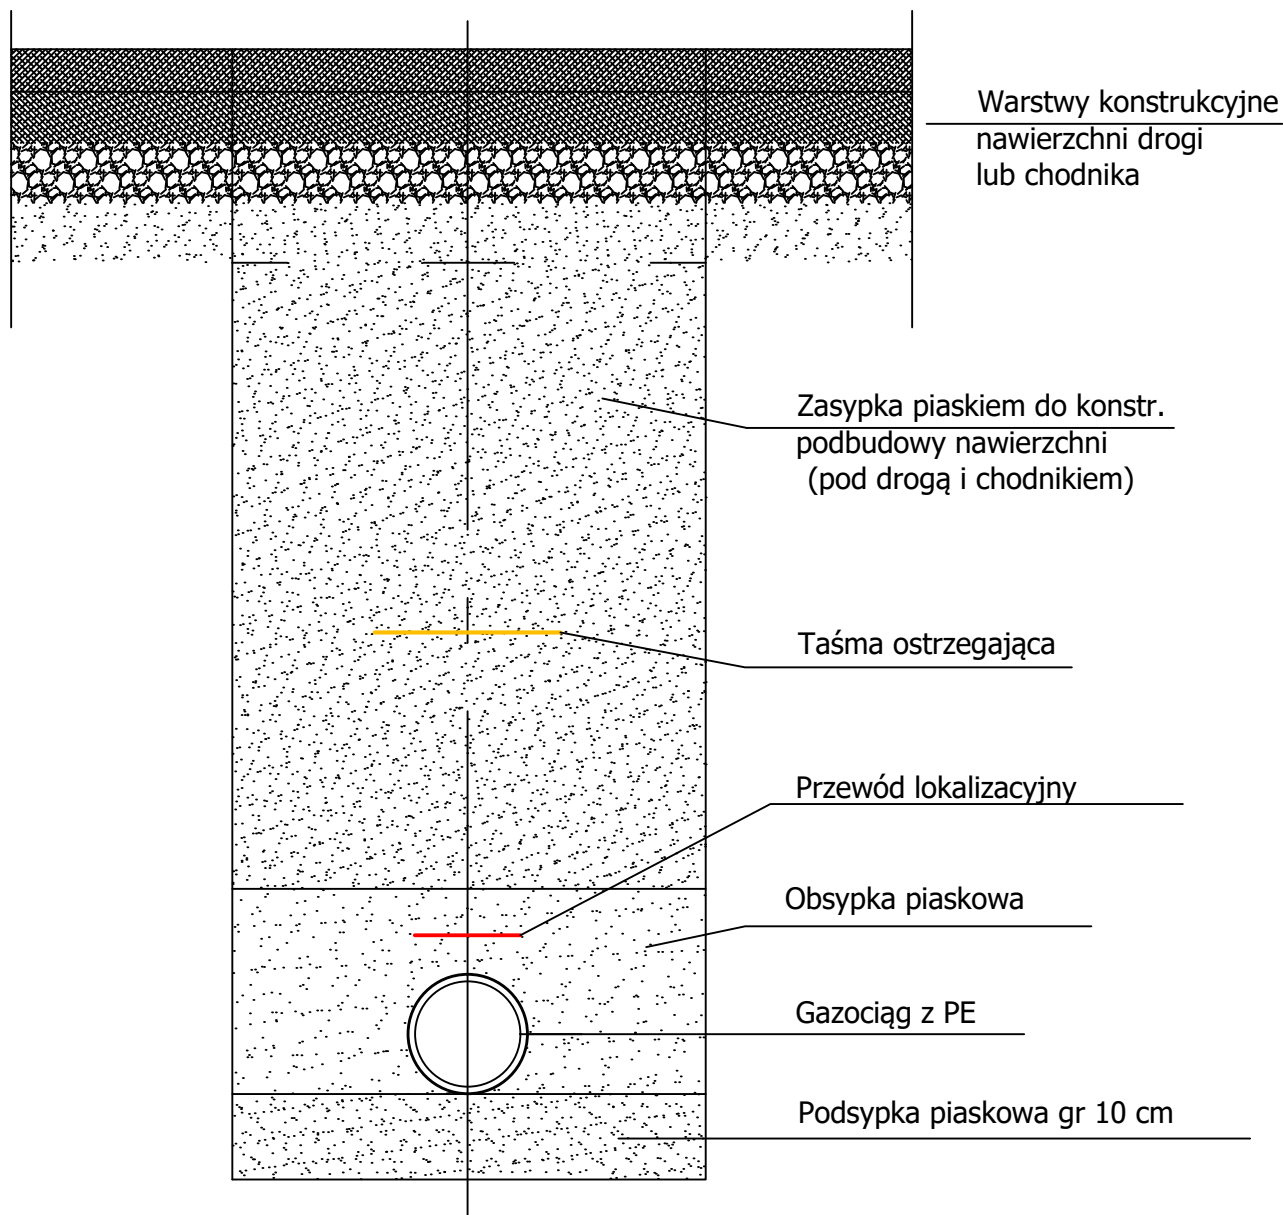 Warstwy konstrukcyjne
nawierzchni drogi
lub chodnika
Zasypka piaskiem do konstr.
podbudowy nawierzchni
(pod drogą i chodnikiem)
Taśma ostrzegająca
Przewód lokalizacyjny
Obsypka piaskowa
Gazociąg z PE
Podsypka piaskowa gr 10 cm